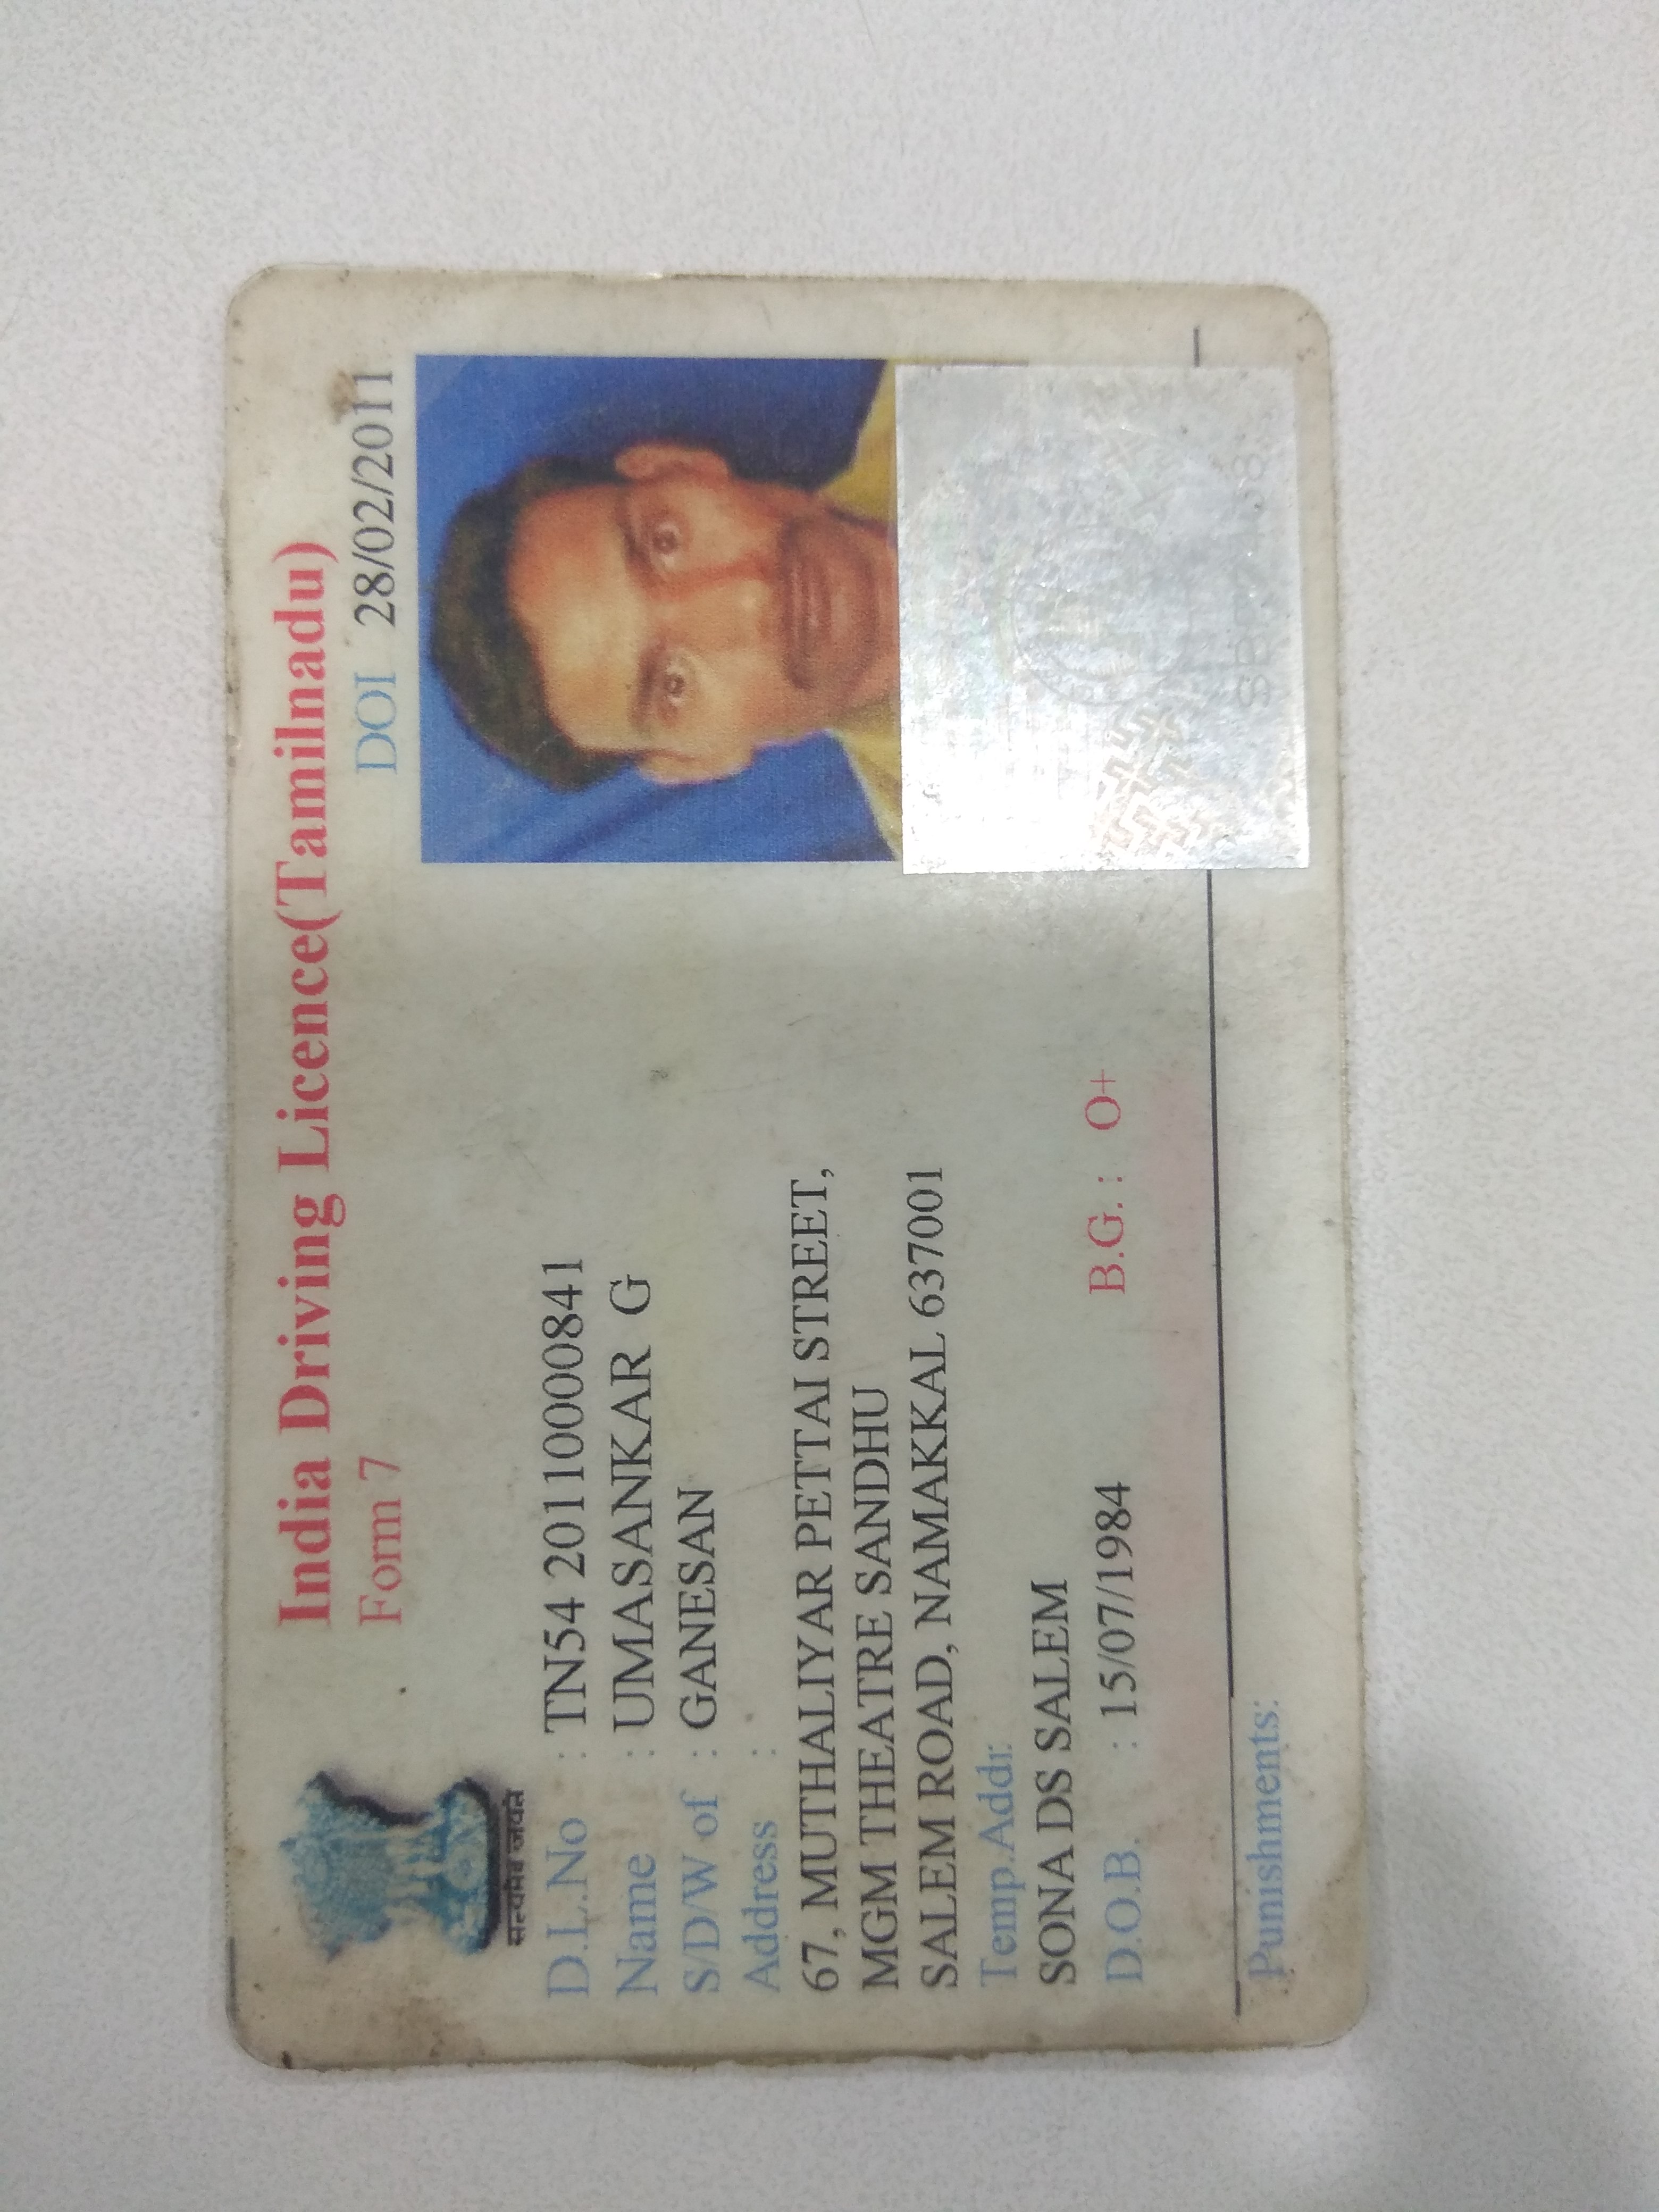 India Driving Licence(Tamilnadu)
Form 7
DOI 28/02/2011
सत्यमेव जयते
D.L.No : TN54 20110000841
Name : UMASANKAR G
S/D/W of : GANESAN
Address :
67, MUTHALIYAR PETTAI STREET,
MGM THEATRE SANDHU
SALEM ROAD, NAMAKKAL 637001
Temp.Addr:
SONA DS SALEM
D.O.B. : 15/07/1984
B.G. : O+
Punishments: